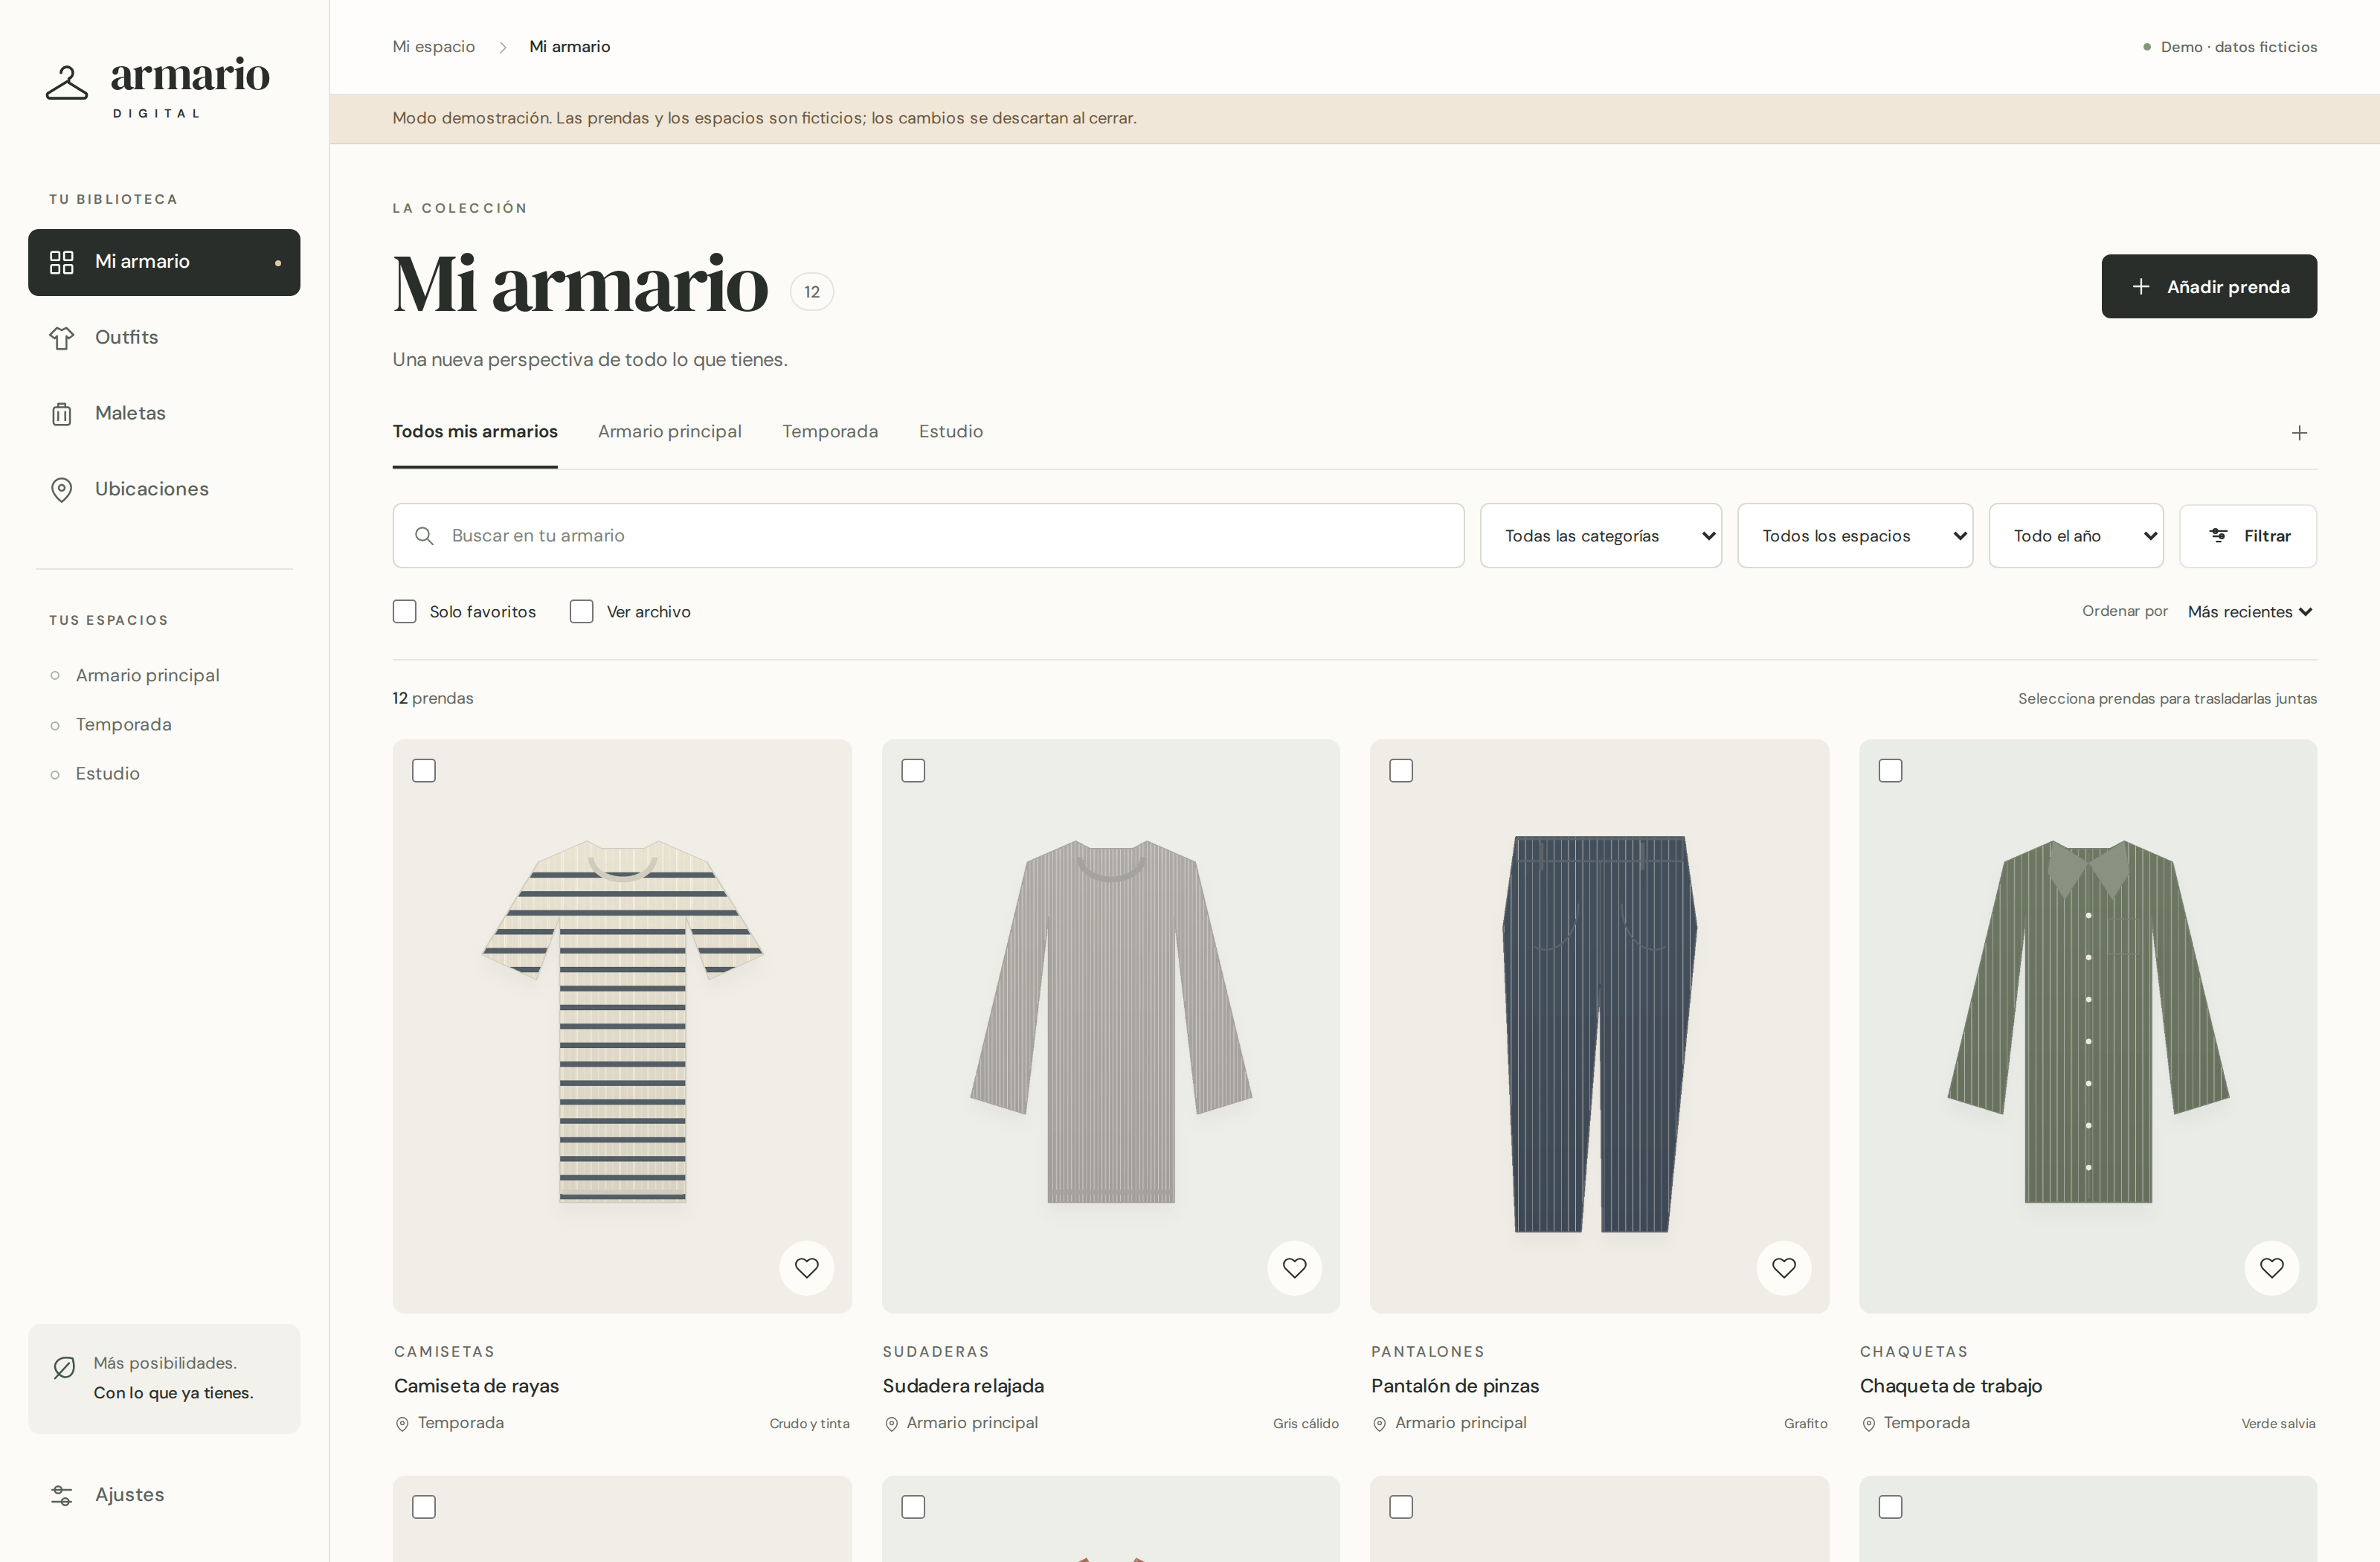 armario
DIGITAL
TU BIBLIOTECA
Mi armario
Outfits
Maletas
Ubicaciones
TUS ESPACIOS
Armario principal
Temporada
Estudio
Más posibilidades.
Con lo que ya tienes.
Ajustes
Mi espacio Mi armario
Demo · datos ficticios
Modo demostración. Las prendas y los espacios son ficticios; los cambios se descartan al cerrar.
LA COLECCIÓN
Mi armario 12
Añadir prenda
Una nueva perspectiva de todo lo que tienes.
Todos mis armarios Armario principal Temporada Estudio
Buscar en tu armario Todas las categorías Todos los espacios Todo el año Filtrar
Solo favoritos Ver archivo Ordenar por Más recientes
12 prendas Selecciona prendas para trasladarlas juntas
CAMISETAS
Camiseta de rayas
Temporada Crudo y tinta
SUDADERAS
Sudadera relajada
Armario principal Gris cálido
PANTALONES
Pantalón de pinzas
Armario principal Grafito
CHAQUETAS
Chaqueta de trabajo
Temporada Verde salvia